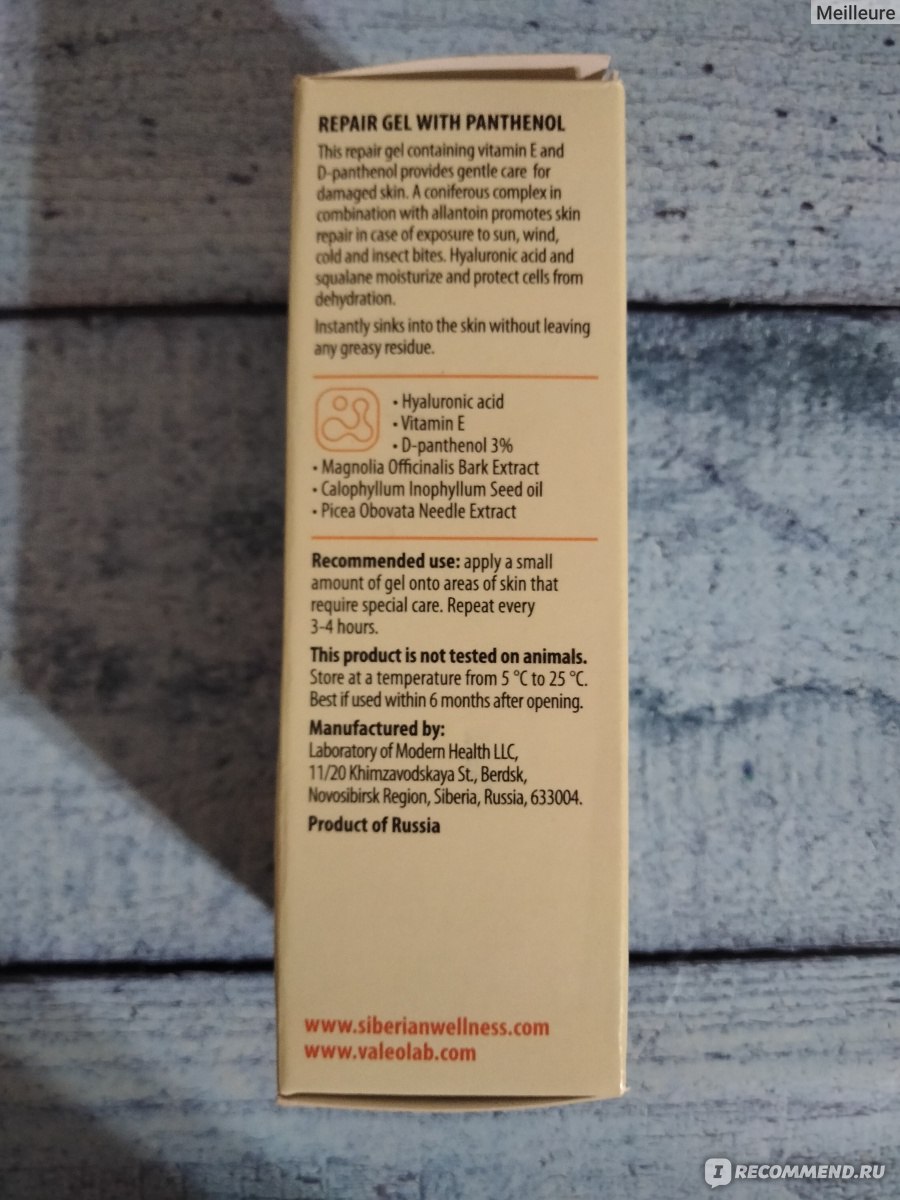 Meilleure
REPAIR GEL WITH PANTHENOL
This repair gel containing vitamin E and
D-panthenol provides gentle care for
damaged skin. A coniferous complex in
combination with allantoin promotes skin
repair in case of exposure to sun, wind,
cold and insect bites. Hyaluronic acid and
squalane moisturize and protect cells from
dehydration.
Instantly sinks into the skin without leaving
any greasy residue.
• Hyaluronic acid
• Vitamin E
• D-panthenol 3%
• Magnolia Officinalis Bark Extract
• Calophyllum Inophyllum Seed oil
• Picea Obovata Needle Extract
Recommended use: apply a small
amount of gel onto areas of skin that
require special care. Repeat every
3-4 hours.
This product is not tested on animals.
Store at a temperature from 5 °C to 25 °C.
Best if used within 6 months after opening.
Manufactured by:
Laboratory of Modern Health LLC,
11/20 Khimzavodskaya St., Berdsk,
Novosibirsk Region, Siberia, Russia, 633004.
Product of Russia
www.siberianwellness.com
www.valeolab.com
IRECOMMEND.RU